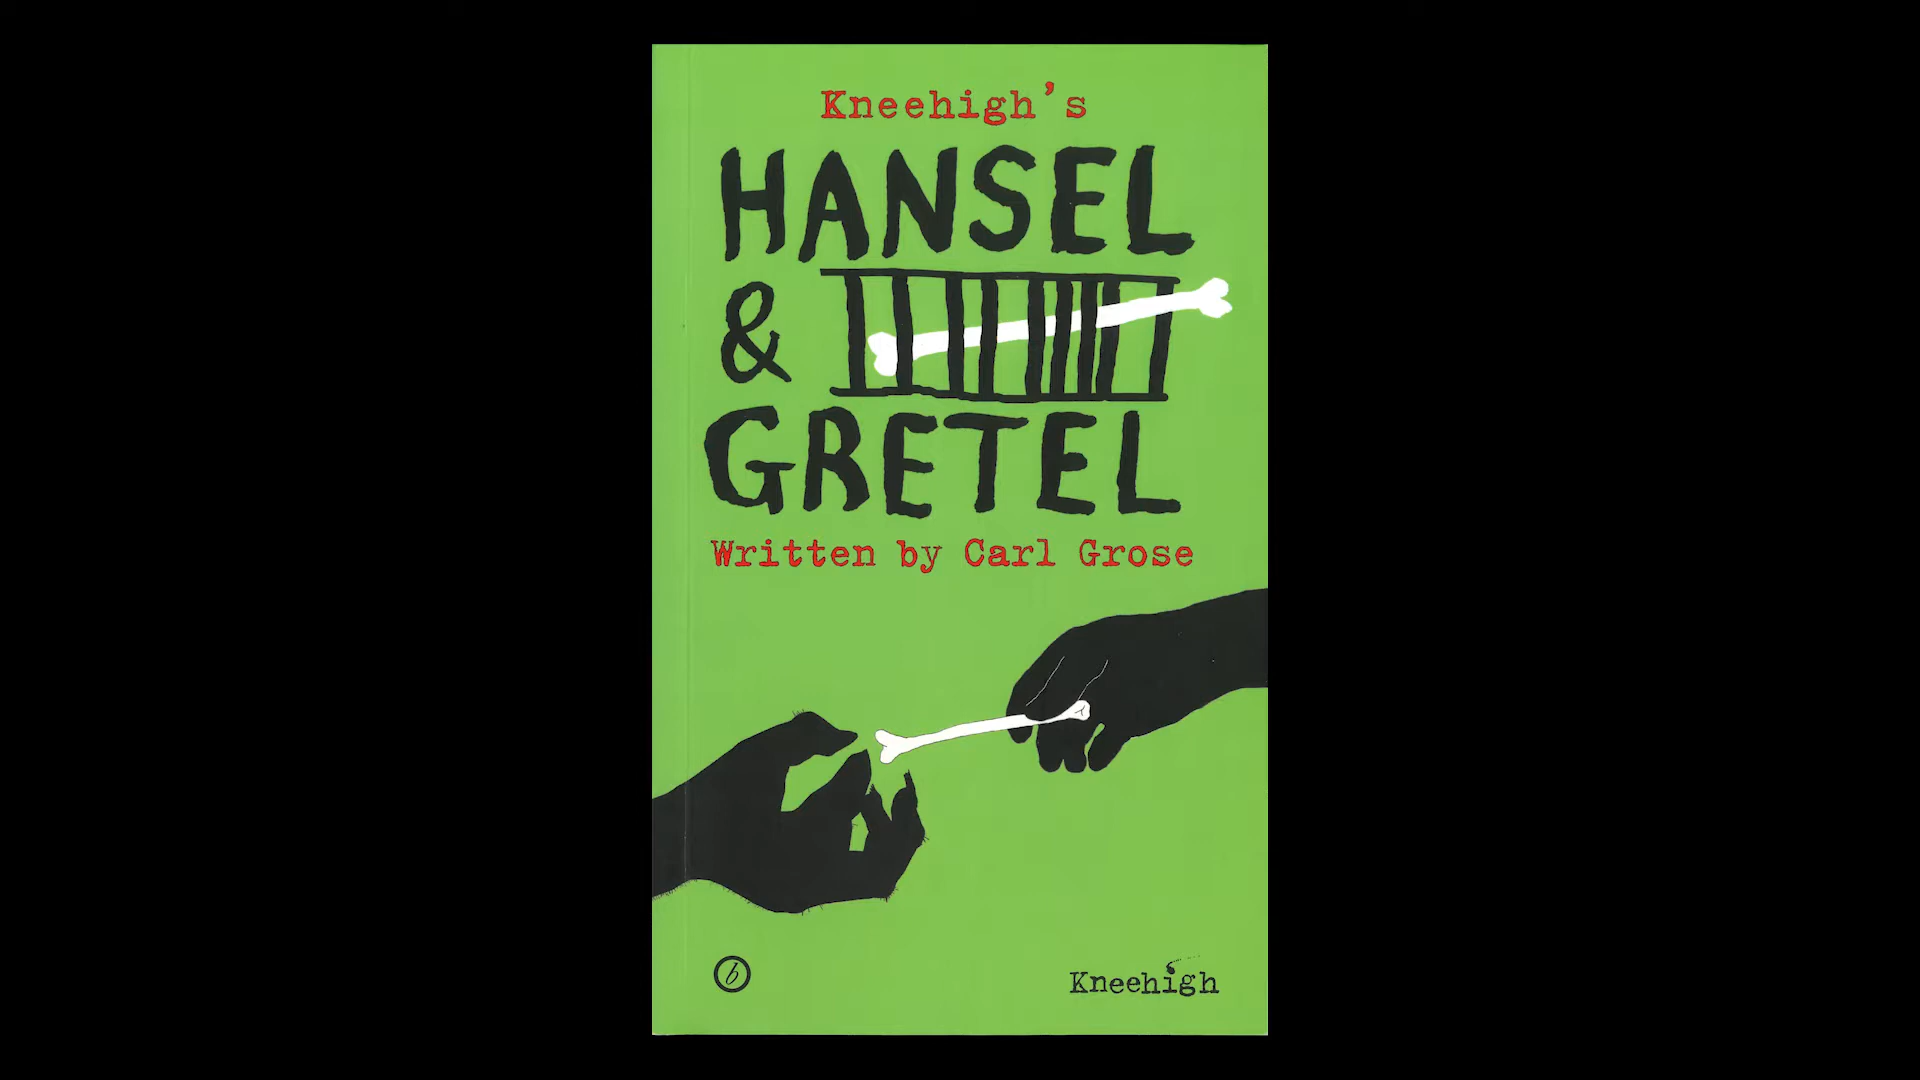 Kneehigh's
HANSEL
&
GRETEL
Written by Carl Grose
b
Kneehigh